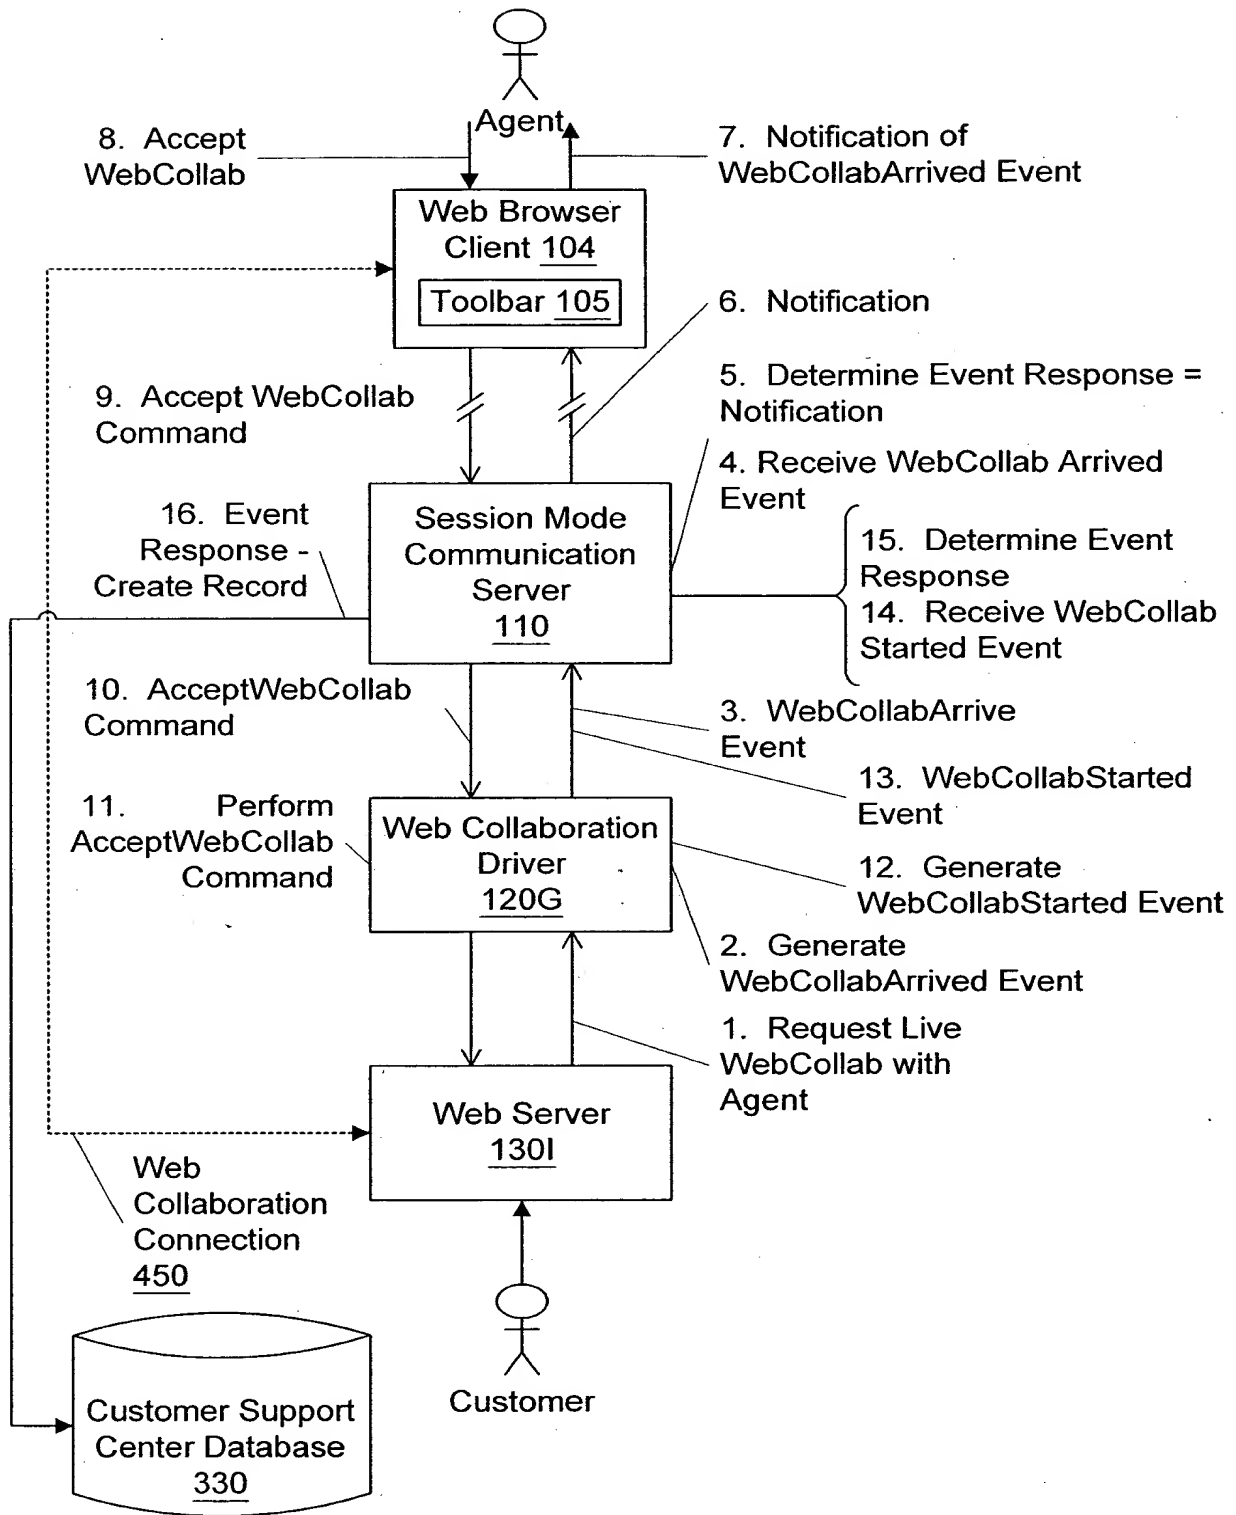 Agent
8. Accept
WebCollab
7. Notification of
WebCollabArrived Event
Web Browser
Client 104
Toolbar 105
6. Notification
5. Determine Event Response =
Notification
9. Accept WebCollab
Command
4. Receive WebCollab Arrived
Event
16. Event
Response -
Create Record
Session Mode
Communication
Server
110
15. Determine Event
Response
14. Receive WebCollab
Started Event
10. AcceptWebCollab
Command
3. WebCollabArrive
Event
13. WebCollabStarted
Event
11. Perform
AcceptWebCollab
Command
Web Collaboration
Driver
120G
12. Generate
WebCollabStarted Event
2. Generate
WebCollabArrived Event
1. Request Live
WebCollab with
Agent
Web Server
130I
Web
Collaboration
Connection
450
Customer
Customer Support
Center Database
330